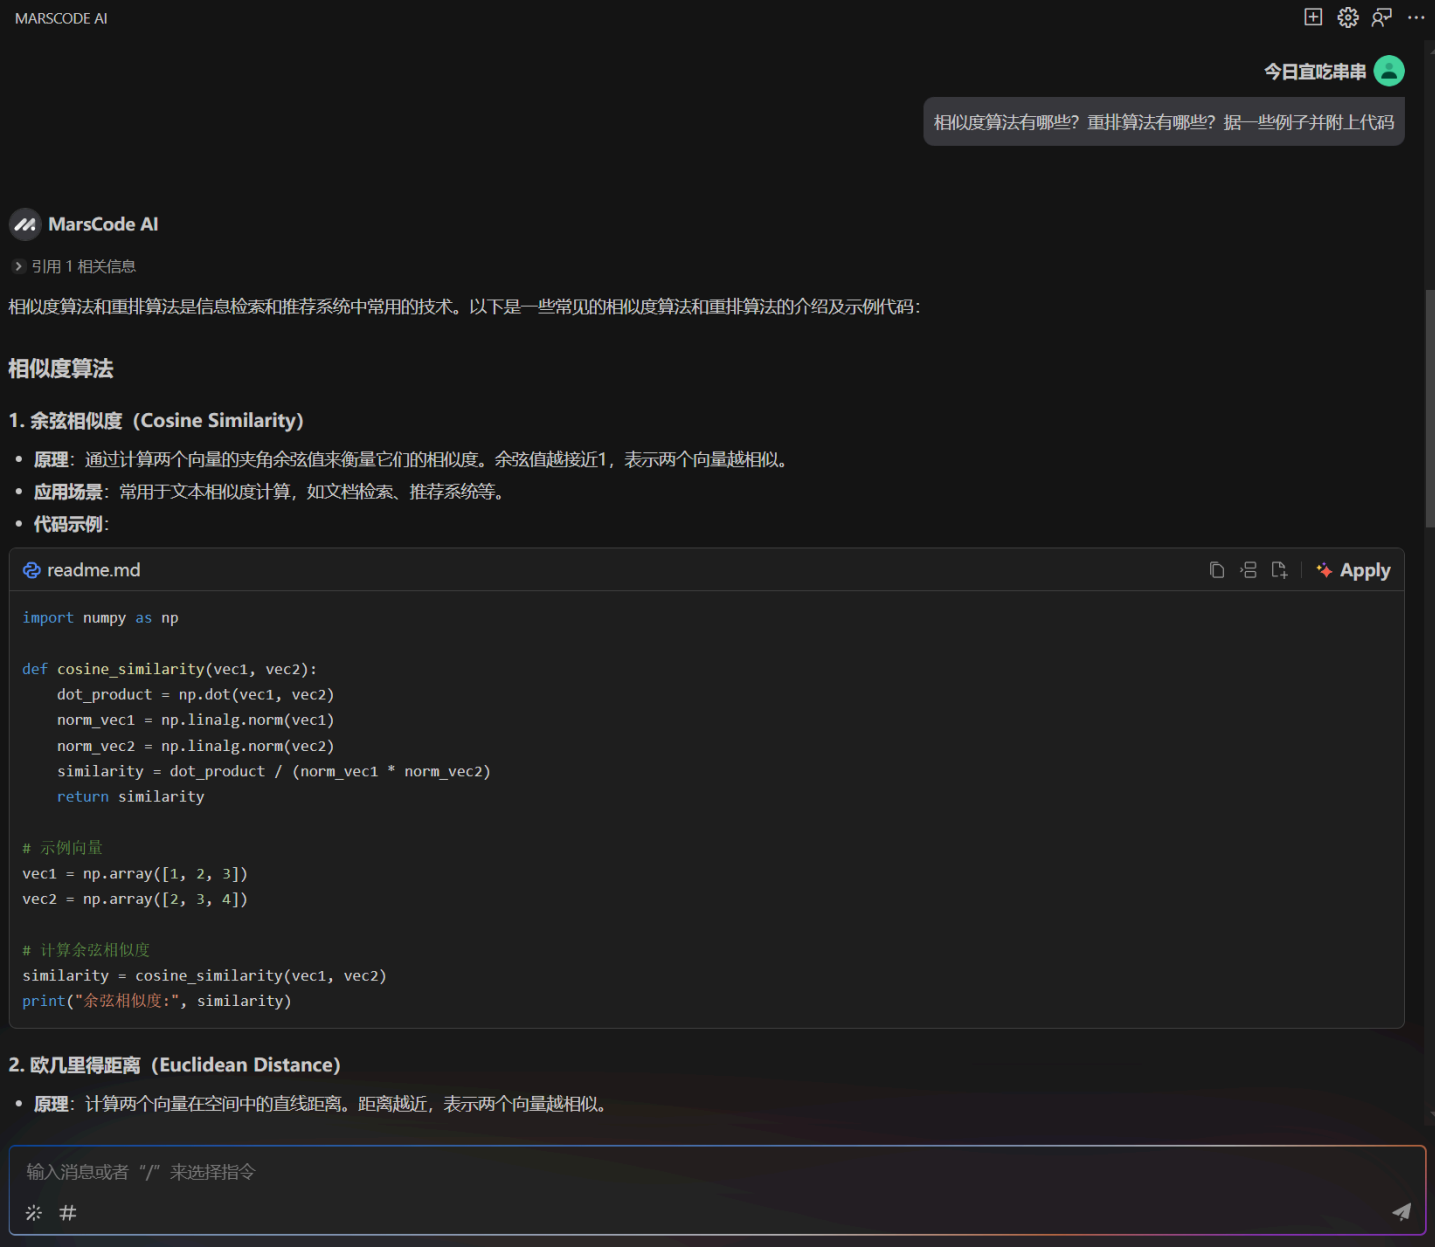 MARSCODE AI
今日宜吃串串
相似度算法有哪些？重排算法有哪些？据一些例子并附上代码
MarsCode AI
引用 1 相关信息
相似度算法和重排算法是信息检索和推荐系统中常用的技术。以下是一些常见的相似度算法和重排算法的介绍及示例代码：
相似度算法
1. 余弦相似度（Cosine Similarity）
• 原理：通过计算两个向量的夹角余弦值来衡量它们的相似度。余弦值越接近1，表示两个向量越相似。
• 应用场景：常用于文本相似度计算，如文档检索、推荐系统等。
• 代码示例：
readme.md
Apply
import numpy as np
def cosine_similarity(vec1, vec2):
    dot_product = np.dot(vec1, vec2)
    norm_vec1 = np.linalg.norm(vec1)
    norm_vec2 = np.linalg.norm(vec2)
    similarity = dot_product / (norm_vec1 * norm_vec2)
    return similarity
# 示例向量
vec1 = np.array([1, 2, 3])
vec2 = np.array([2, 3, 4])
# 计算余弦相似度
similarity = cosine_similarity(vec1, vec2)
print("余弦相似度:", similarity)
2. 欧几里得距离（Euclidean Distance）
• 原理：计算两个向量在空间中的直线距离。距离越近，表示两个向量越相似。
输入消息或者“/”来选择指令